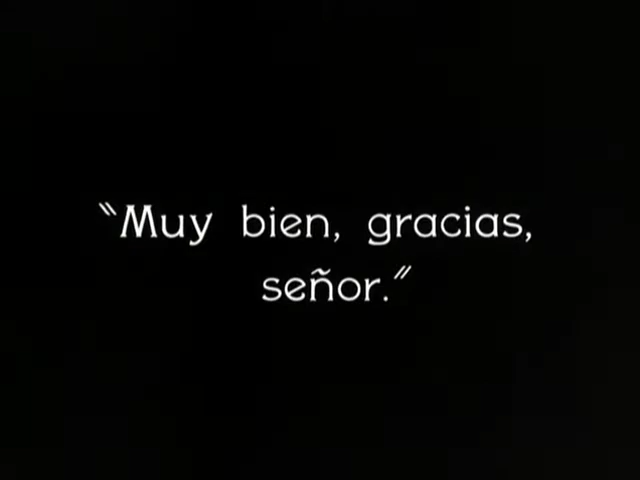 “Muy bien, gracias,
señor.”